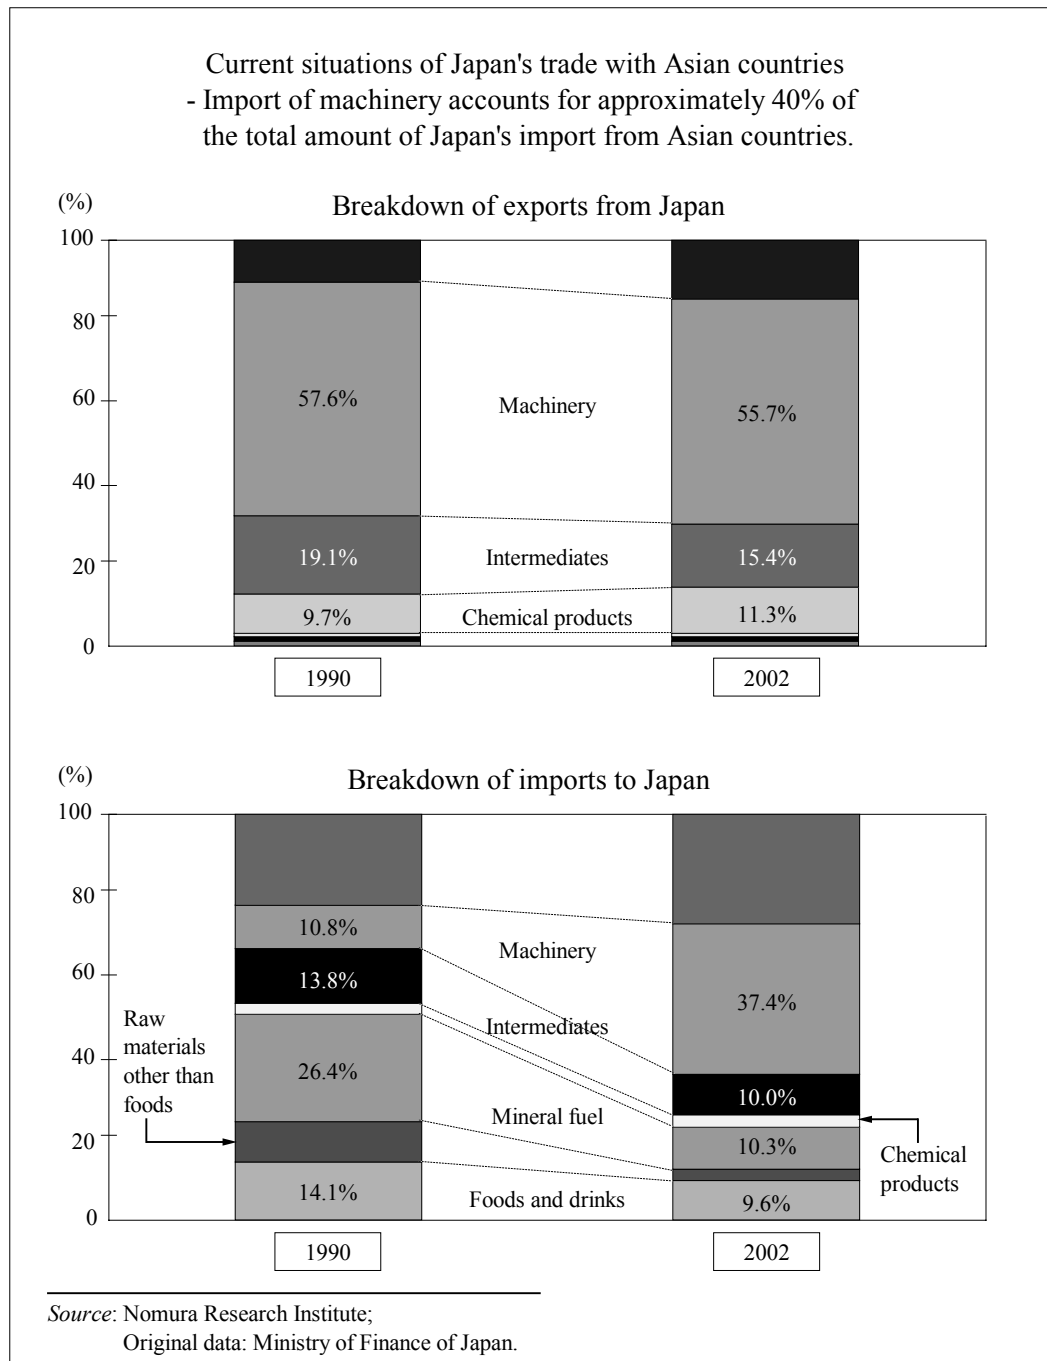 Current situations of Japan's trade with Asian countries
- Import of machinery accounts for approximately 40% of
the total amount of Japan's import from Asian countries.
(%)
Breakdown of exports from Japan
100
80
60
40
20
0
57.6%
19.1%
9.7%
Machinery
Intermediates
Chemical products
55.7%
15.4%
11.3%
1990
2002
(%)
Breakdown of imports to Japan
100
80
60
40
20
0
Raw
materials
other than
foods
10.8%
13.8%
26.4%
14.1%
Machinery
Intermediates
Mineral fuel
Foods and drinks
37.4%
10.0%
10.3%
9.6%
Chemical
products
1990
2002
Source: Nomura Research Institute;
Original data: Ministry of Finance of Japan.